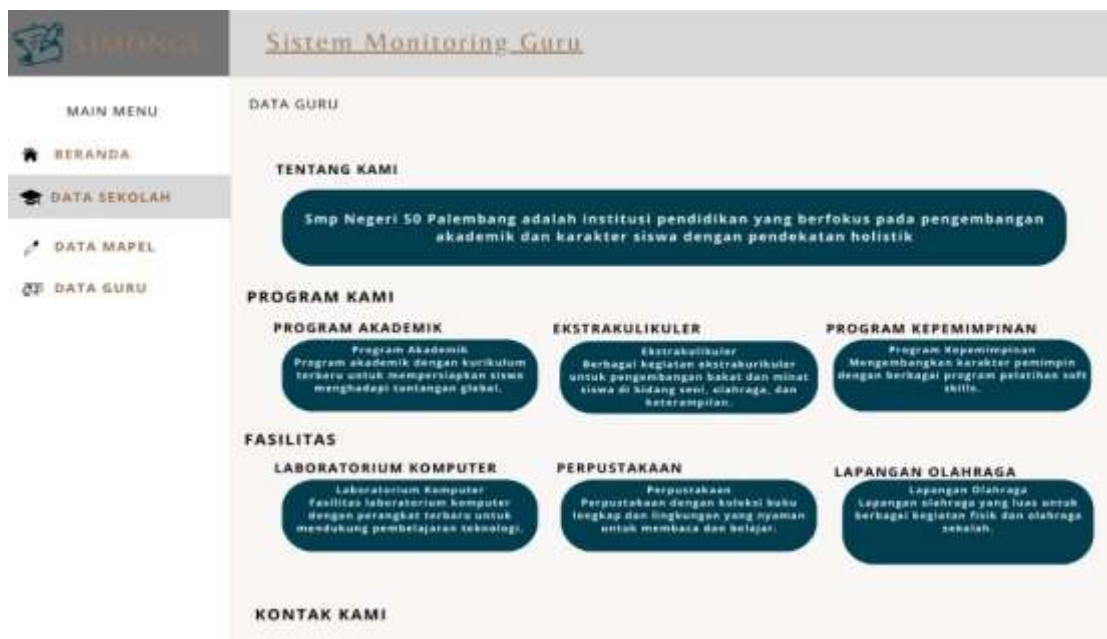 SIMONGU
Sistem Monitoring Guru
MAIN MENU
BERANDA
DATA SEKOLAH
DATA MAPEL
DATA GURU
DATA GURU
TENTANG KAMI
Smp Negeri 50 Palembang adalah institusi pendidikan yang berfokus pada pengembangan
akademik dan karakter siswa dengan pendekatan holistik
PROGRAM KAMI
PROGRAM AKADEMIK
Program Akademik
Program akademik dengan kurikulum
terbaru untuk mempersiapkan siswa
menghadapi tantangan global.
EKSTRAKULIKULER
Ekstrakulikuler
Berbagai kegiatan ekstrakurikuler
untuk pengembangan bakat dan minat
siswa di bidang seni, olahraga, dan
keterampilan.
PROGRAM KEPEMIMPINAN
Program Kepemimpinan
Mengembangkan karakter pemimpin
dengan berbagai program pelatihan soft
skills.
FASILITAS
LABORATORIUM KOMPUTER
Laboratorium Komputer
Fasilitas laboratorium komputer
dengan perangkat terbaru untuk
mendukung pembelajaran teknologi.
PERPUSTAKAAN
Perpustakaan
Perpustakaan dengan koleksi buku
lengkap dan lingkungan yang nyaman
untuk membaca dan belajar.
LAPANGAN OLAHRAGA
Lapangan Olahraga
Lapangan olahraga yang luas untuk
berbagai kegiatan fisik dan olahraga
sekolah.
KONTAK KAMI